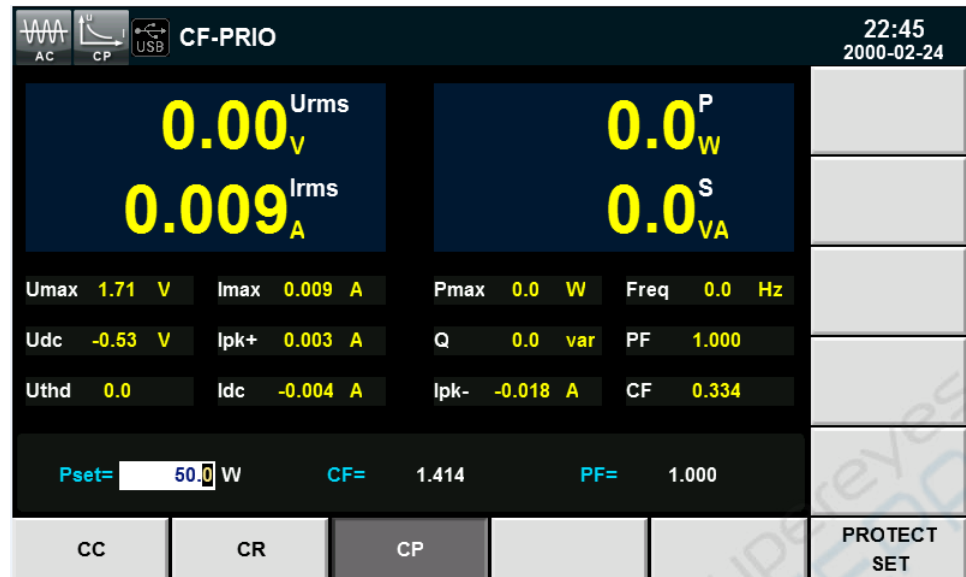 AC CP USB CF-PRIO 22:45
2000-02-24
U I
0.00 Urms V 0.0 P W
0.009 Irms A 0.0 S VA
Umax 1.71 V Imax 0.009 A Pmax 0.0 W Freq 0.0 Hz
Udc -0.53 V Ipk+ 0.003 A Q 0.0 var PF 1.000
Uthd 0.0 Idc -0.004 A Ipk- -0.018 A CF 0.334
Pset= 50.0 W CF= 1.414 PF= 1.000
CC CR CP PROTECT
SET